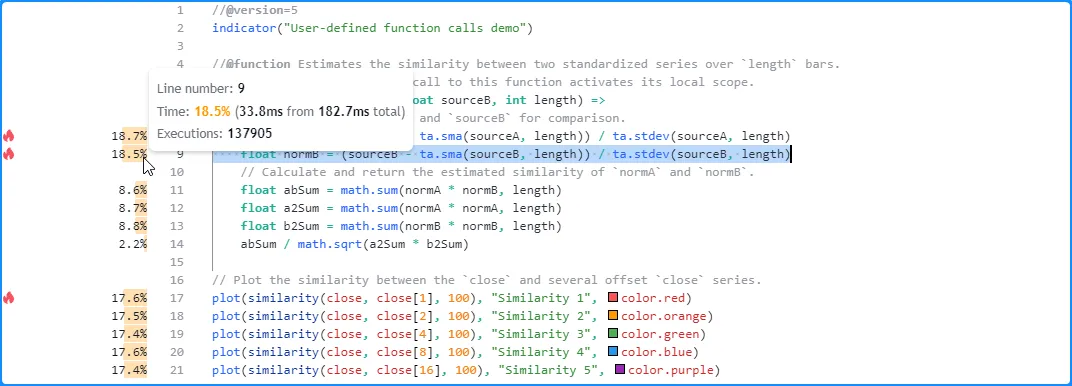 1 //@version=5
2 indicator("User-defined function calls demo")
3
4 //@function Estimates the similarity between two standardized series over `length` bars.
call to this function activates its local scope.
float sourceB, int length) =>
and `sourceB` for comparison.
Line number: 9
Time: 18.5% (33.8ms from 182.7ms total)
Executions: 137905
18.7% ta.sma(sourceA, length)) / ta.stdev(sourceA, length)
18.5% 9 float normB = (sourceB - ta.sma(sourceB, length)) / ta.stdev(sourceB, length)
10 // Calculate and return the estimated similarity of `normA` and `normB`.
8.6% 11 float abSum = math.sum(normA * normB, length)
8.7% 12 float a2Sum = math.sum(normA * normA, length)
8.8% 13 float b2Sum = math.sum(normB * normB, length)
2.2% 14 abSum / math.sqrt(a2Sum * b2Sum)
15
16 // Plot the similarity between the `close` and several offset `close` series.
17.6% 17 plot(similarity(close, close[1], 100), "Similarity 1", color.red)
17.5% 18 plot(similarity(close, close[2], 100), "Similarity 2", color.orange)
17.4% 19 plot(similarity(close, close[4], 100), "Similarity 3", color.green)
17.6% 20 plot(similarity(close, close[8], 100), "Similarity 4", color.blue)
17.4% 21 plot(similarity(close, close[16], 100), "Similarity 5", color.purple)